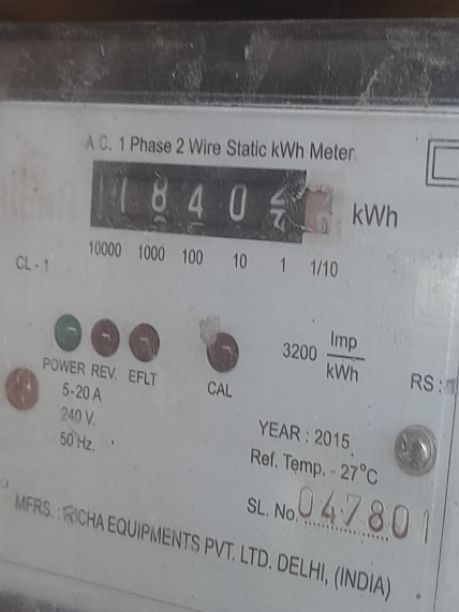 A.C. 1 Phase 2 Wire Static kWh Meter
1 8 4 0 kWh
10000 1000 100 10 1 1/10
CL - 1
3200 Imp/kWh
POWER REV. EFLT CAL
RS :
5-20 A
240 V.
50 Hz.
YEAR : 2015
Ref. Temp. - 27°C
SL. No. 047801
MFRS. : RICHA EQUIPMENTS PVT. LTD. DELHI, (INDIA)